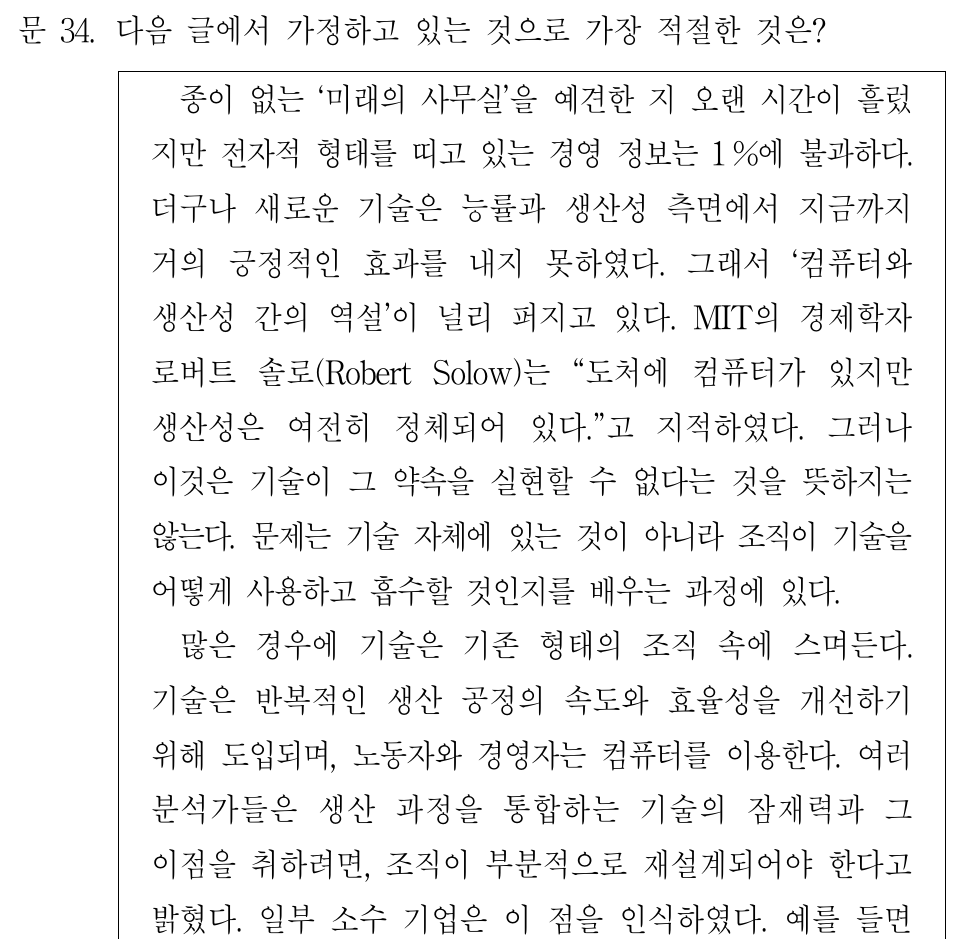 문 34. 다음 글에서 가정하고 있는 것으로 가장 적절한 것은?
종이 없는 ‘미래의 사무실’을 예견한 지 오랜 시간이 흘렀
지만 전자적 형태를 띠고 있는 경영 정보는 1 %에 불과하다.
더구나 새로운 기술은 능률과 생산성 측면에서 지금까지
거의 긍정적인 효과를 내지 못하였다. 그래서 ‘컴퓨터와
생산성 간의 역설’이 널리 퍼지고 있다. MIT의 경제학자
로버트 솔로(Robert Solow)는 “도처에 컴퓨터가 있지만
생산성은 여전히 정체되어 있다.”고 지적하였다. 그러나
이것은 기술이 그 약속을 실현할 수 없다는 것을 뜻하지는
않는다. 문제는 기술 자체에 있는 것이 아니라 조직이 기술을
어떻게 사용하고 흡수할 것인지를 배우는 과정에 있다.
많은 경우에 기술은 기존 형태의 조직 속에 스며든다.
기술은 반복적인 생산 공정의 속도와 효율성을 개선하기
위해 도입되며, 노동자와 경영자는 컴퓨터를 이용한다. 여러
분석가들은 생산 과정을 통합하는 기술의 잠재력과 그
이점을 취하려면, 조직이 부분적으로 재설계되어야 한다고
밝혔다. 일부 소수 기업은 이 점을 인식하였다. 예를 들면